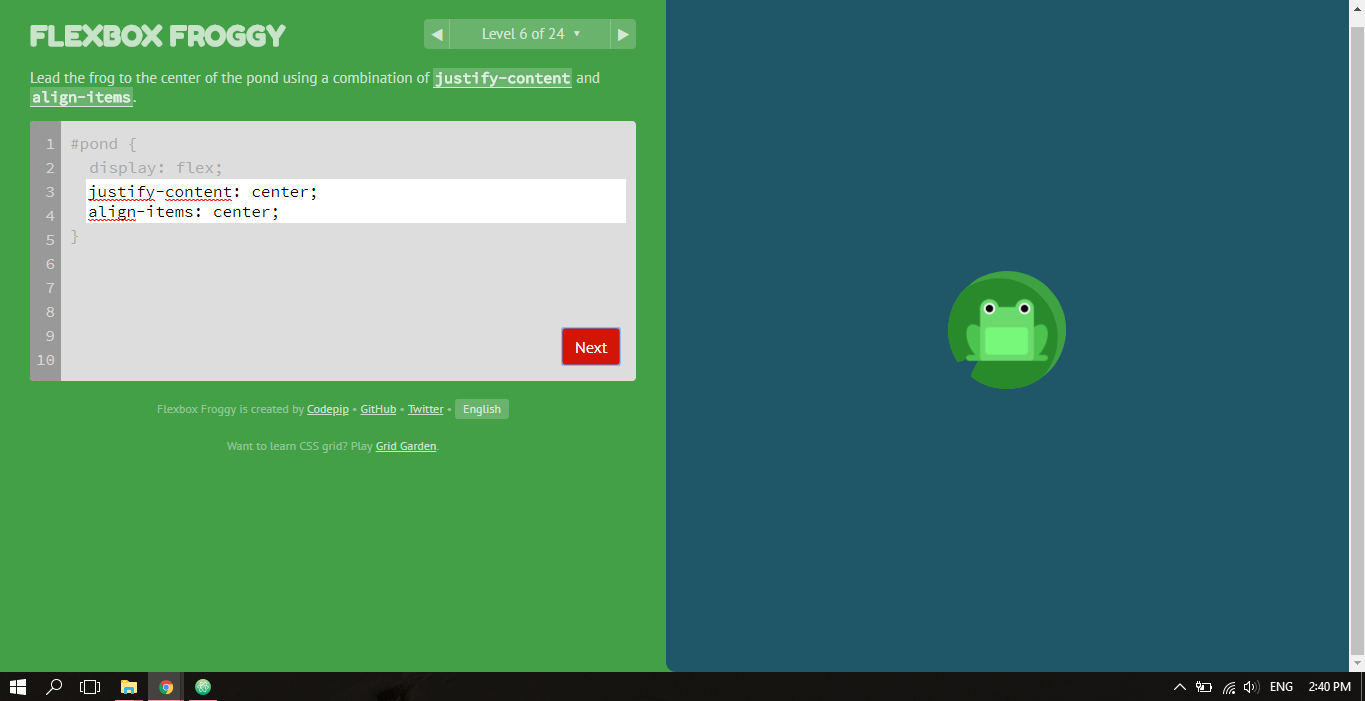 FLEXBOX FROGGY
◀ Level 6 of 24 ▼ ▶
Lead the frog to the center of the pond using a combination of justify-content and
align-items.
1 #pond {
2 display: flex;
3 justify-content: center;
4 align-items: center;
5 }
6
7
8
9
10
Next
Flexbox Froggy is created by Codepip • GitHub • Twitter • English
Want to learn CSS grid? Play Grid Garden.
ENG 2:40 PM